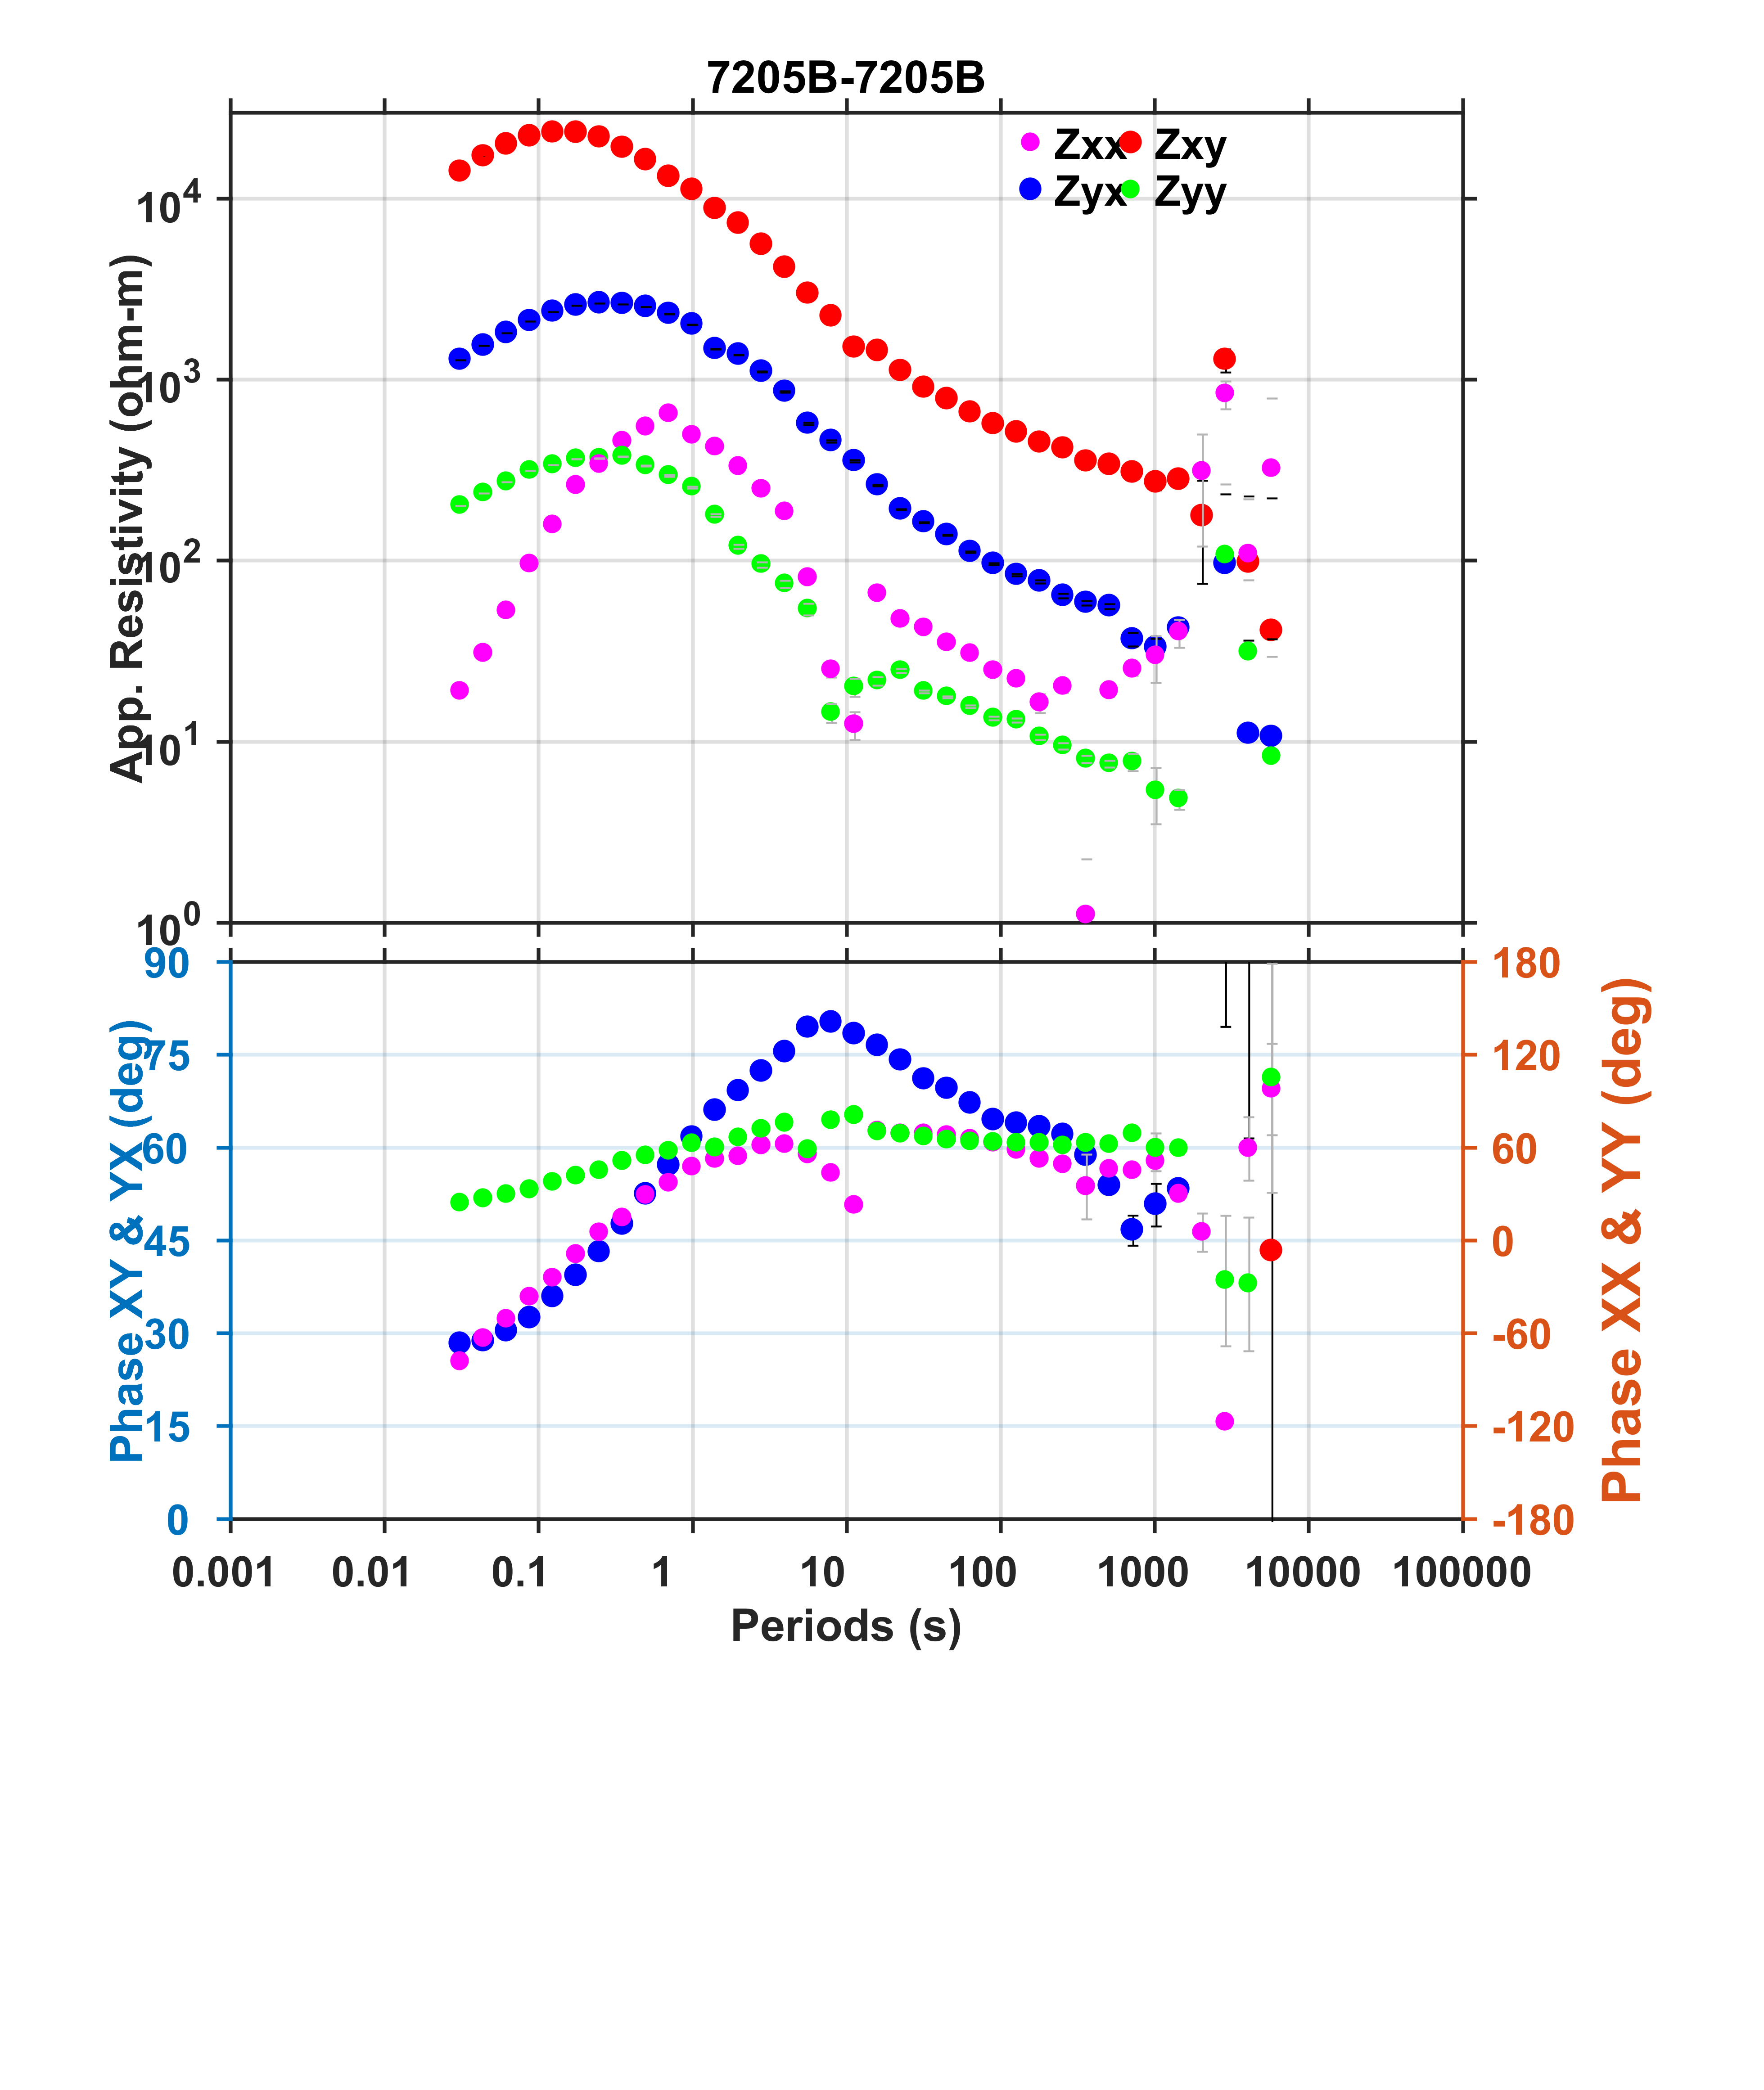 7205B-7205B
Zxx Zxy
Zyx Zyy
App. Resistivity (ohm-m)
10^4
10^3
10^2
10^1
10^0
Phase XY & YX (deg)
90
75
60
45
30
15
0
180
120
60
0
-60
-120
-180
Phase XX & YY (deg)
0.001 0.01 0.1 1 10 100 1000 10000 100000
Periods (s)